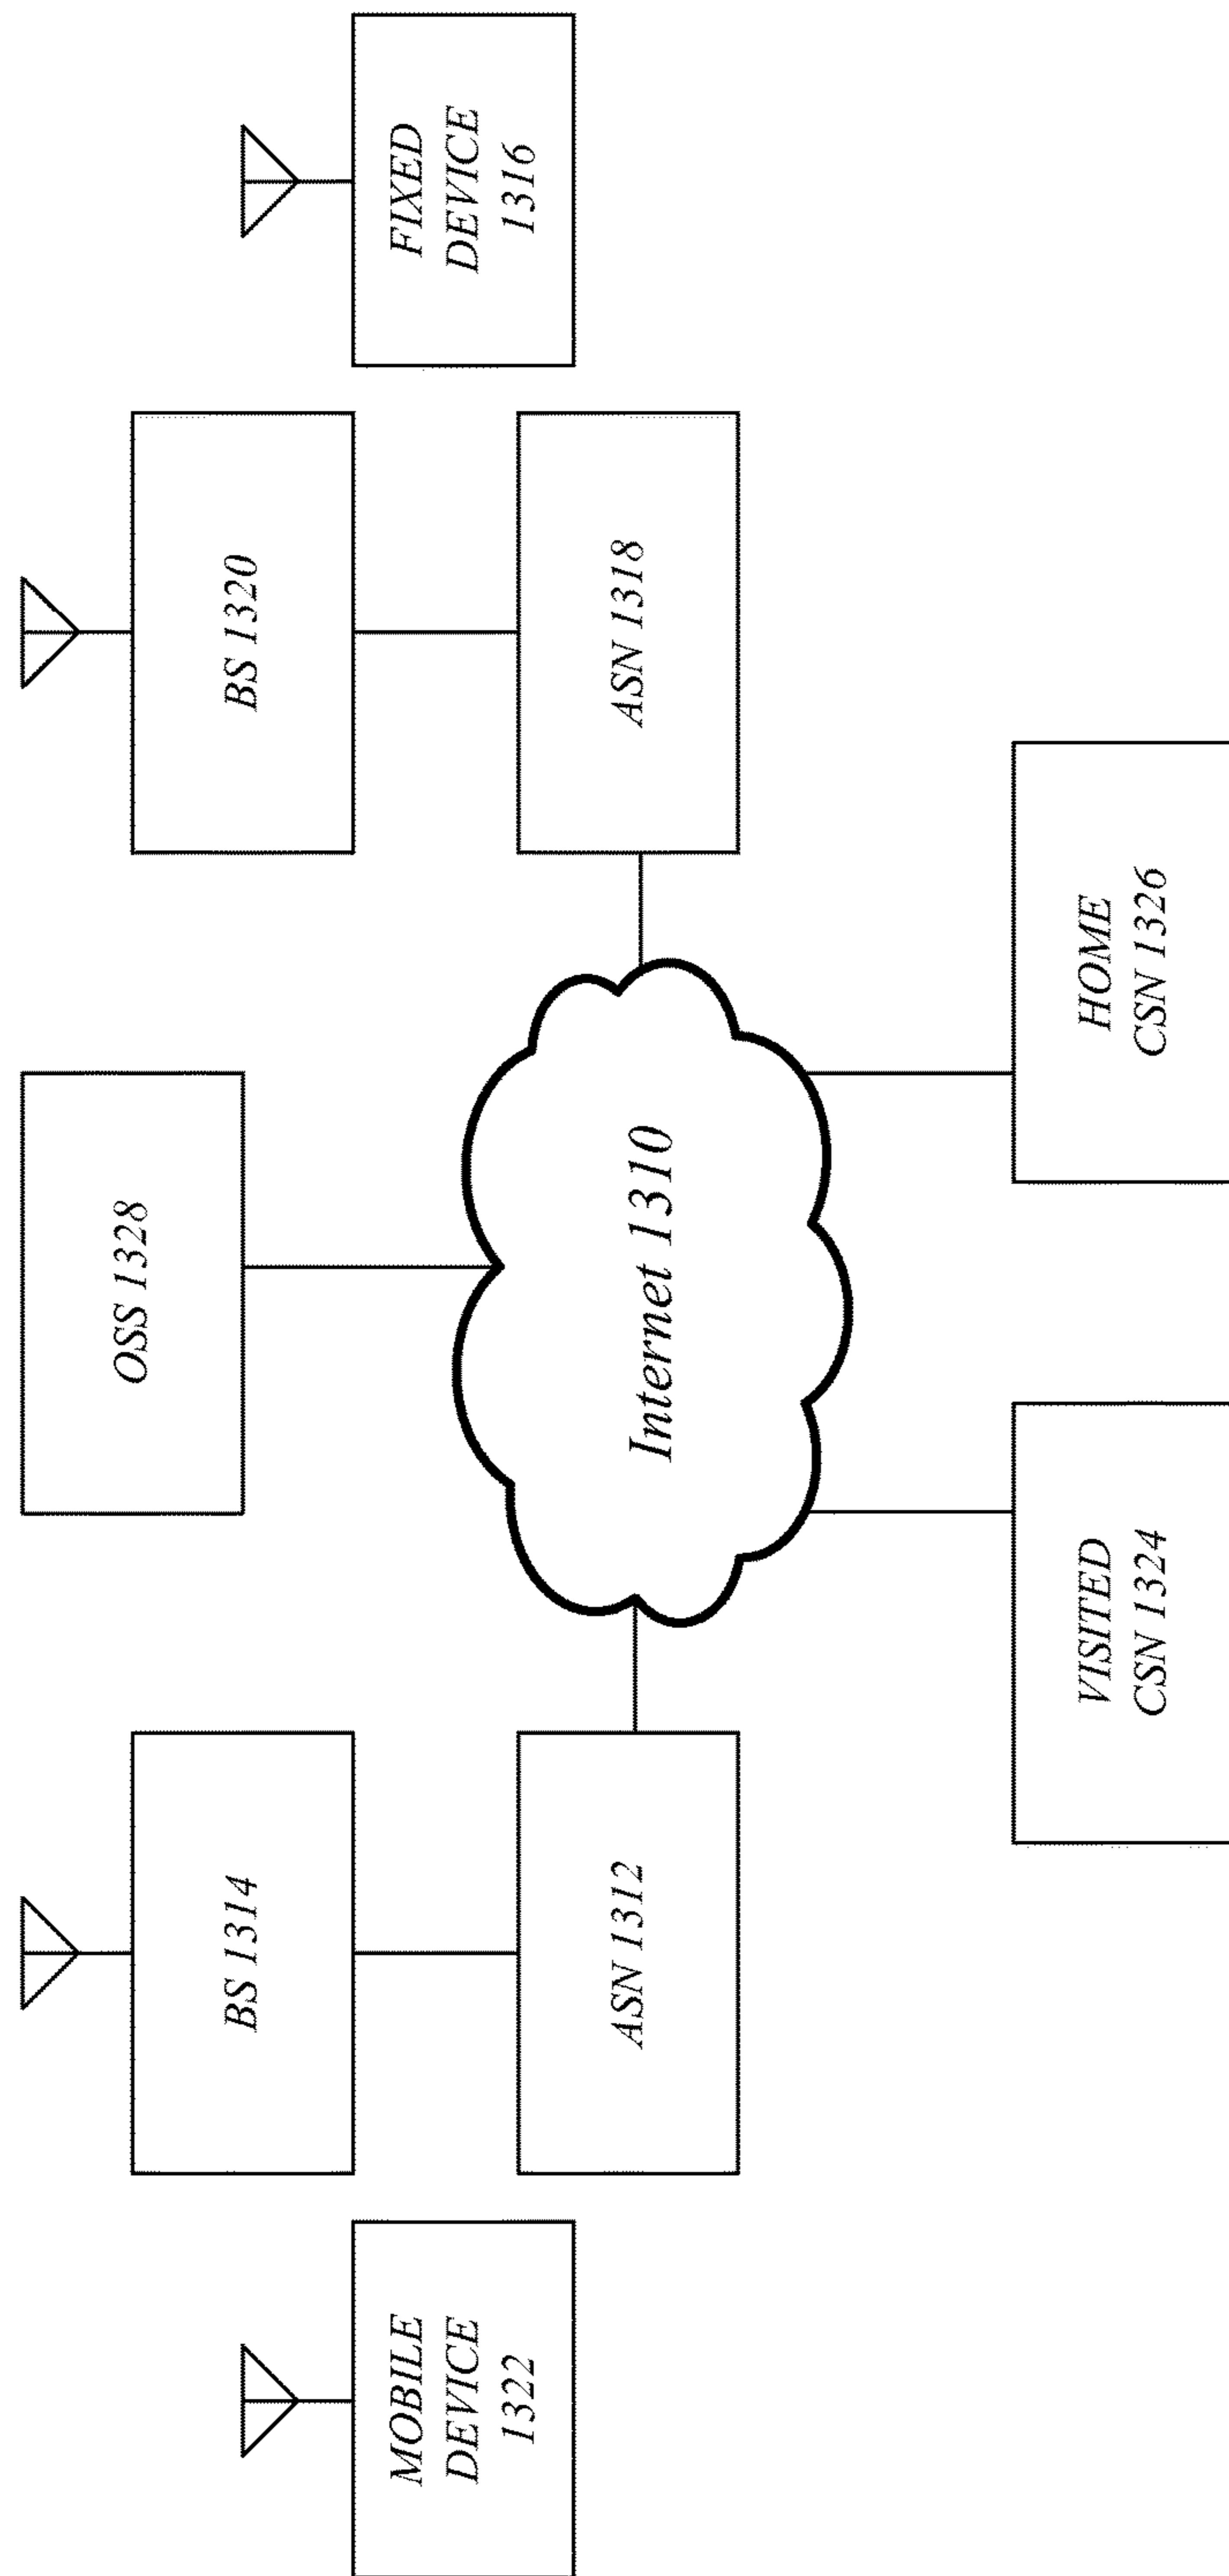 OSS 1328
BS 1314
BS 1320
MOBILE
DEVICE
1322
FIXED
DEVICE
1316
ASN 1312
Internet 1310
ASN 1318
VISITED
CSN 1324
HOME
CSN 1326